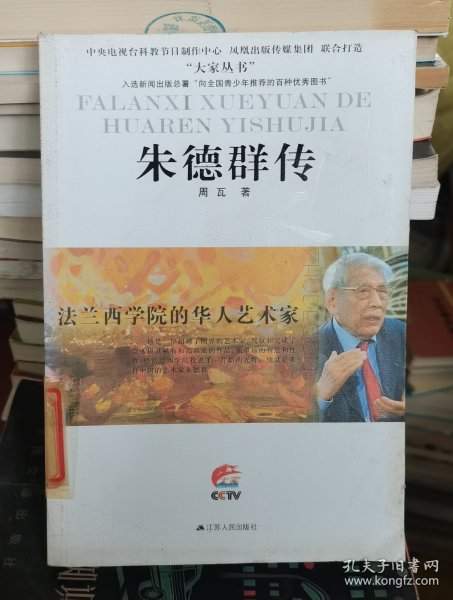 中央电视台科教节目制作中心 凤凰出版传媒集团 联合打造
“大家丛书”
入选新闻出版总署“向全国青少年推荐的百种优秀图书”
FALANXI XUEYUAN DE
HUAREN YISHUJIA
朱德群传
周瓦 著
法兰西学院的华人艺术家
CCTV
江苏人民出版社
孔夫子旧书网
www.kongfz.com